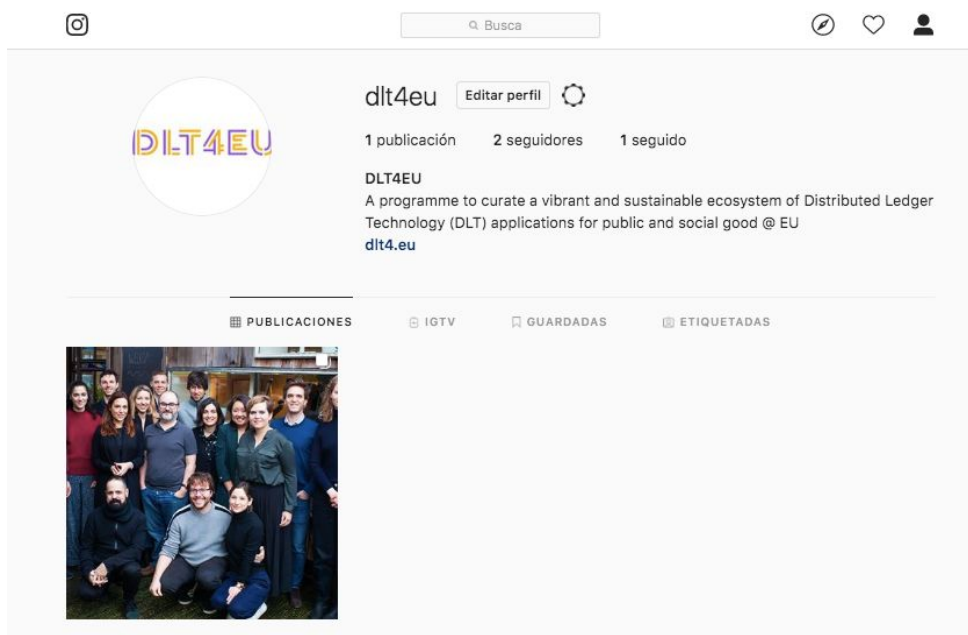 Busca
dlt4eu Editar perfil
1 publicación 2 seguidores 1 seguido
DLT4EU
DLT4EU
A programme to curate a vibrant and sustainable ecosystem of Distributed Ledger
Technology (DLT) applications for public and social good @ EU
dlt4.eu
PUBLICACIONES IGTV GUARDADAS ETIQUETADAS